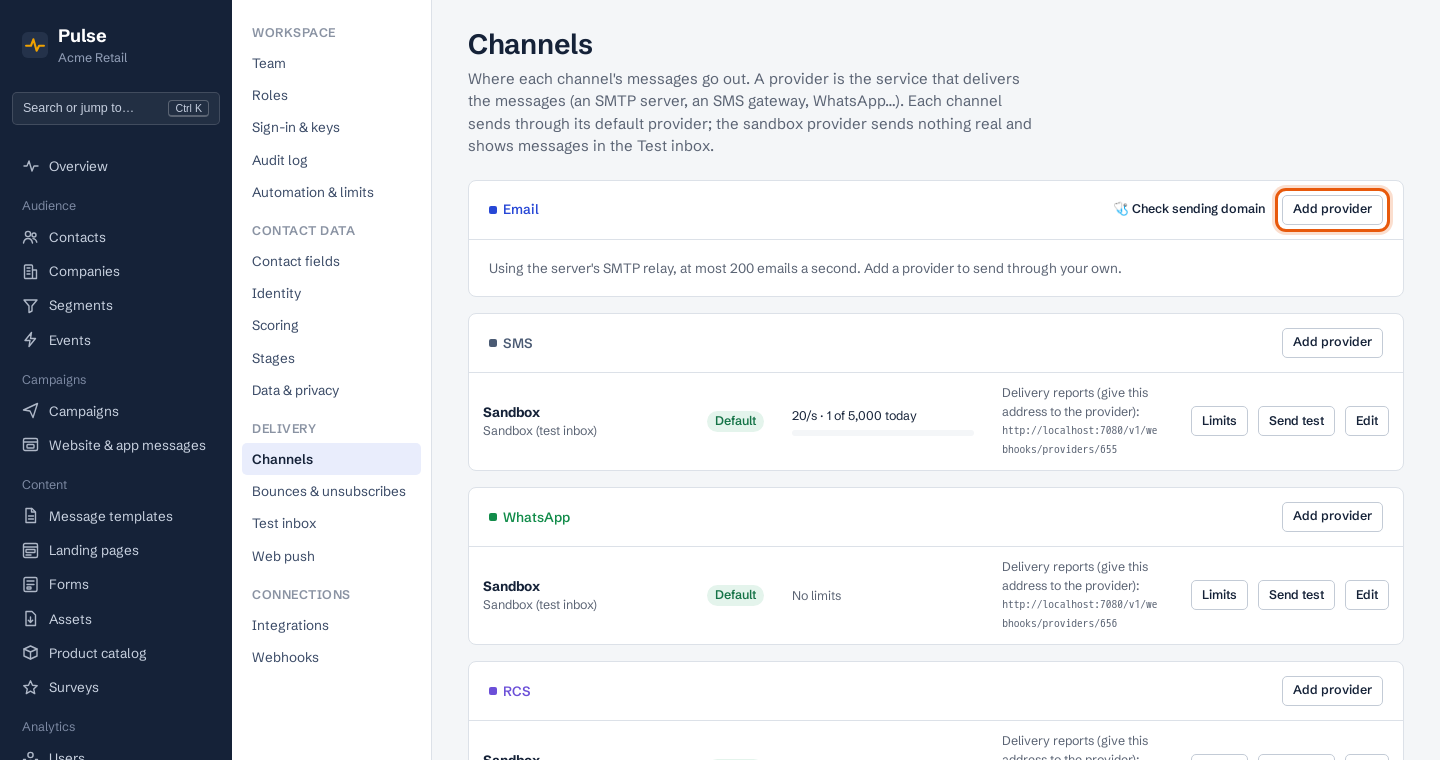 Pulse
Acme Retail
Search or jump to...
Ctrl K
Overview
Audience
Contacts
Companies
Segments
Events
Campaigns
Campaigns
Website & app messages
Content
Message templates
Landing pages
Forms
Assets
Product catalog
Surveys
Analytics
Users
WORKSPACE
Team
Roles
Sign-in & keys
Audit log
Automation & limits
CONTACT DATA
Contact fields
Identity
Scoring
Stages
Data & privacy
DELIVERY
Channels
Bounces & unsubscribes
Test inbox
Web push
CONNECTIONS
Integrations
Webhooks
Channels
Where each channel's messages go out. A provider is the service that delivers
the messages (an SMTP server, an SMS gateway, WhatsApp...). Each channel
sends through its default provider; the sandbox provider sends nothing real and
shows messages in the Test inbox.
Email
Check sending domain
Add provider
Using the server's SMTP relay, at most 200 emails a second. Add a provider to send through your own.
SMS
Add provider
Sandbox
Sandbox (test inbox)
Default
20/s · 1 of 5,000 today
Delivery reports (give this
address to the provider):
http://localhost:7080/v1/we
bhooks/providers/655
Limits
Send test
Edit
WhatsApp
Add provider
Sandbox
Sandbox (test inbox)
Default
No limits
Delivery reports (give this
address to the provider):
http://localhost:7080/v1/we
bhooks/providers/656
Limits
Send test
Edit
RCS
Add provider
Sandbox
Delivery reports (give this
address to the provider):